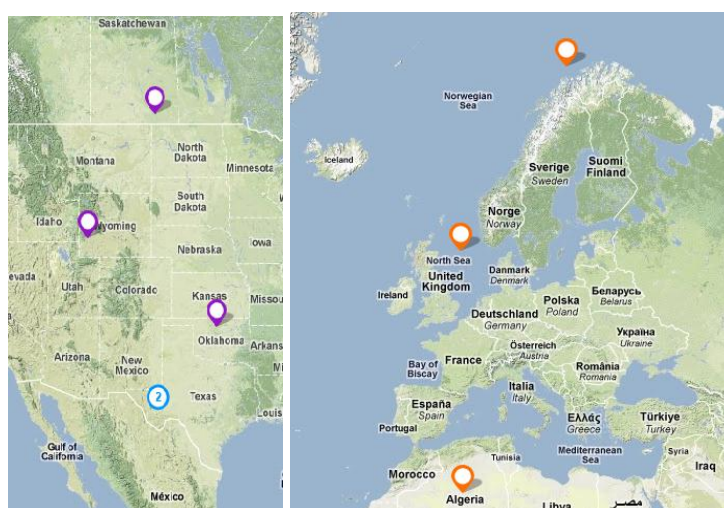 Saskatchewan
North
Dakota
Montana
Minnesota
South
Dakota
Idaho
Wyoming
Iowa
Nebraska
evada
Utah
Colorado
Kansas
Missou
Oklahoma
Arkans
Arizona
New
Mexico
2
Texas
Louis
Gulf of
California
México
Norwegian
Sea
Iceland
Sverige
Sweden
Suomi
Finland
Norge
Norway
North Sea
United
Kingdom
Danmark
Denmark
Ireland
Беларусь
Belarus
Polska
Poland
Deutschland
Germany
Україна
Ukraine
Österreich
Austria
France
Bay of
Biscay
România
Romania
Italia
Italy
España
Spain
Portugal
Ελλάς
Greece
Türkiye
Turkey
Mediterranean
Sea
Tunisia
Syria
Iraq
Morocco
Algeria
Libya
مصر